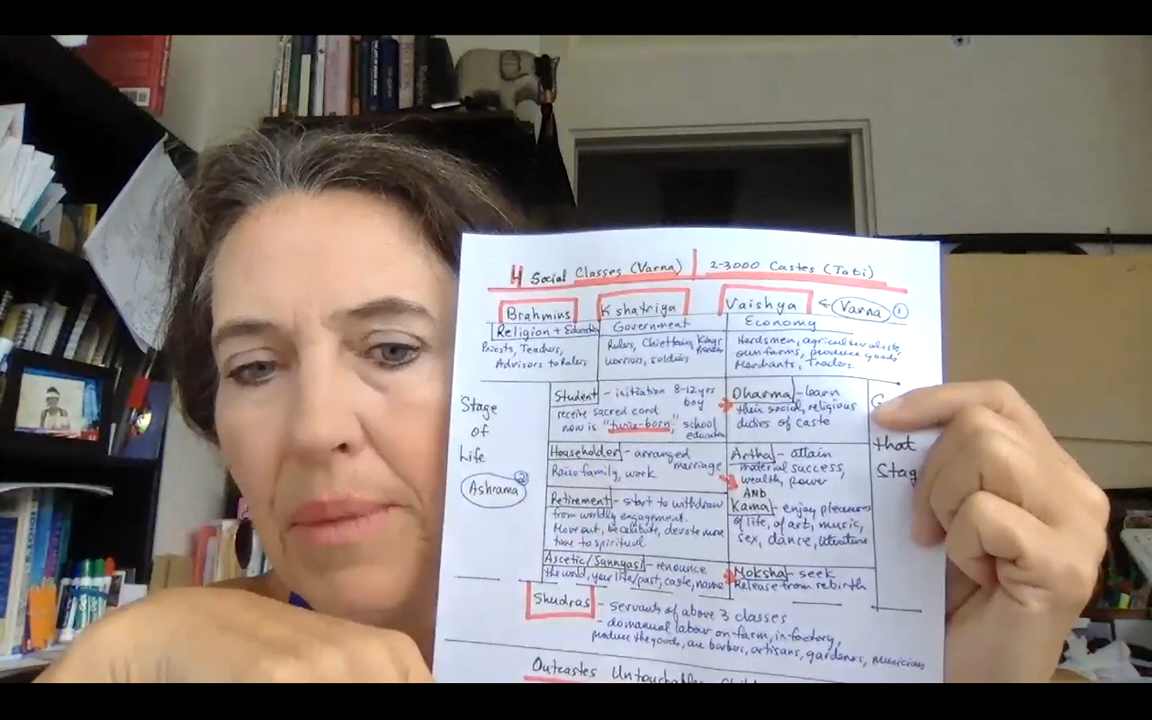 4 Social Classes (Varna) | 2-3000 Castes (Tati)
Brahmins
Kshatriya
Vaishya
← Varna 1
Religion + Education
Government
Economy
Priests, Teachers,
Advisors to Rulers
Rulers, Chieftains, Kings
warriors, soldiers
Herdsmen, agriculturalists,
own farms, produce goods
Merchants, Traders.
Stage
of
Life
Ashrama 2
Student - initiation 8-12 yrs
boy
receive sacred cord
now is "twice-born," school
education
Householder - arranged
marriage
Raise family, work
Retirement - start to withdraw
from worldly engagement.
Move out, be celibate, devote more
time to spiritual
Ascetic/Sannyasi - renounce
the world, your life/past, caste, name
Dharma - learn
their social, religious
duties of caste
Artha - attain
material success,
wealth, power
AND
Kama - enjoy pleasures
of life, of art, music,
sex, dance, literature
Moksha - seek
Release from rebirth
that
Stag
Shudras - servants of above 3 classes
- do manual labour on farm, in factory,
produce the goods, are barbers, artisans, gardeners, musicians
Outcastes